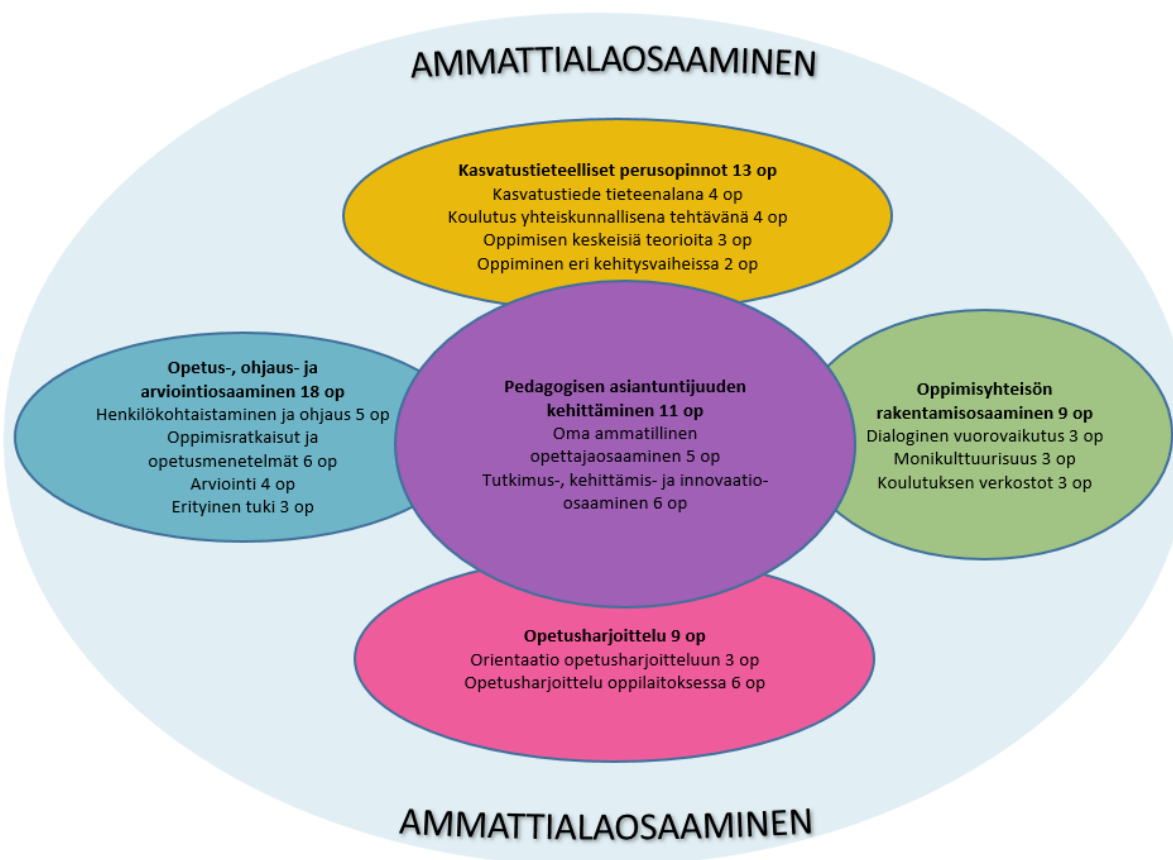 AMMATTIALAOSAAMINEN
Kasvatustieteelliset perusopinnot 13 op
Kasvatustiede tieteenalana 4 op
Koulutus yhteiskunnallisena tehtävänä 4 op
Oppimisen keskeisiä teorioita 3 op
Oppiminen eri kehitysvaiheissa 2 op
Opetus-, ohjaus- ja
arviointiosaaminen 18 op
Henkilökohtaistaminen ja ohjaus 5 op
Oppimisratkaisut ja
opetusmenetelmät 6 op
Arviointi 4 op
Erityinen tuki 3 op
Pedagogisen asiantuntijuuden
kehittäminen 11 op
Oma ammatillinen
opettajaosaaminen 5 op
Tutkimus-, kehittämis- ja innovaatio-
osaaminen 6 op
Oppimisyhteisön
rakentamisosaaminen 9 op
Dialoginen vuorovaikutus 3 op
Monikulttuurisuus 3 op
Koulutuksen verkostot 3 op
Opetusharjoittelu 9 op
Orientaatio opetusharjoitteluun 3 op
Opetusharjoittelu oppilaitoksessa 6 op
AMMATTIALAOSAAMINEN